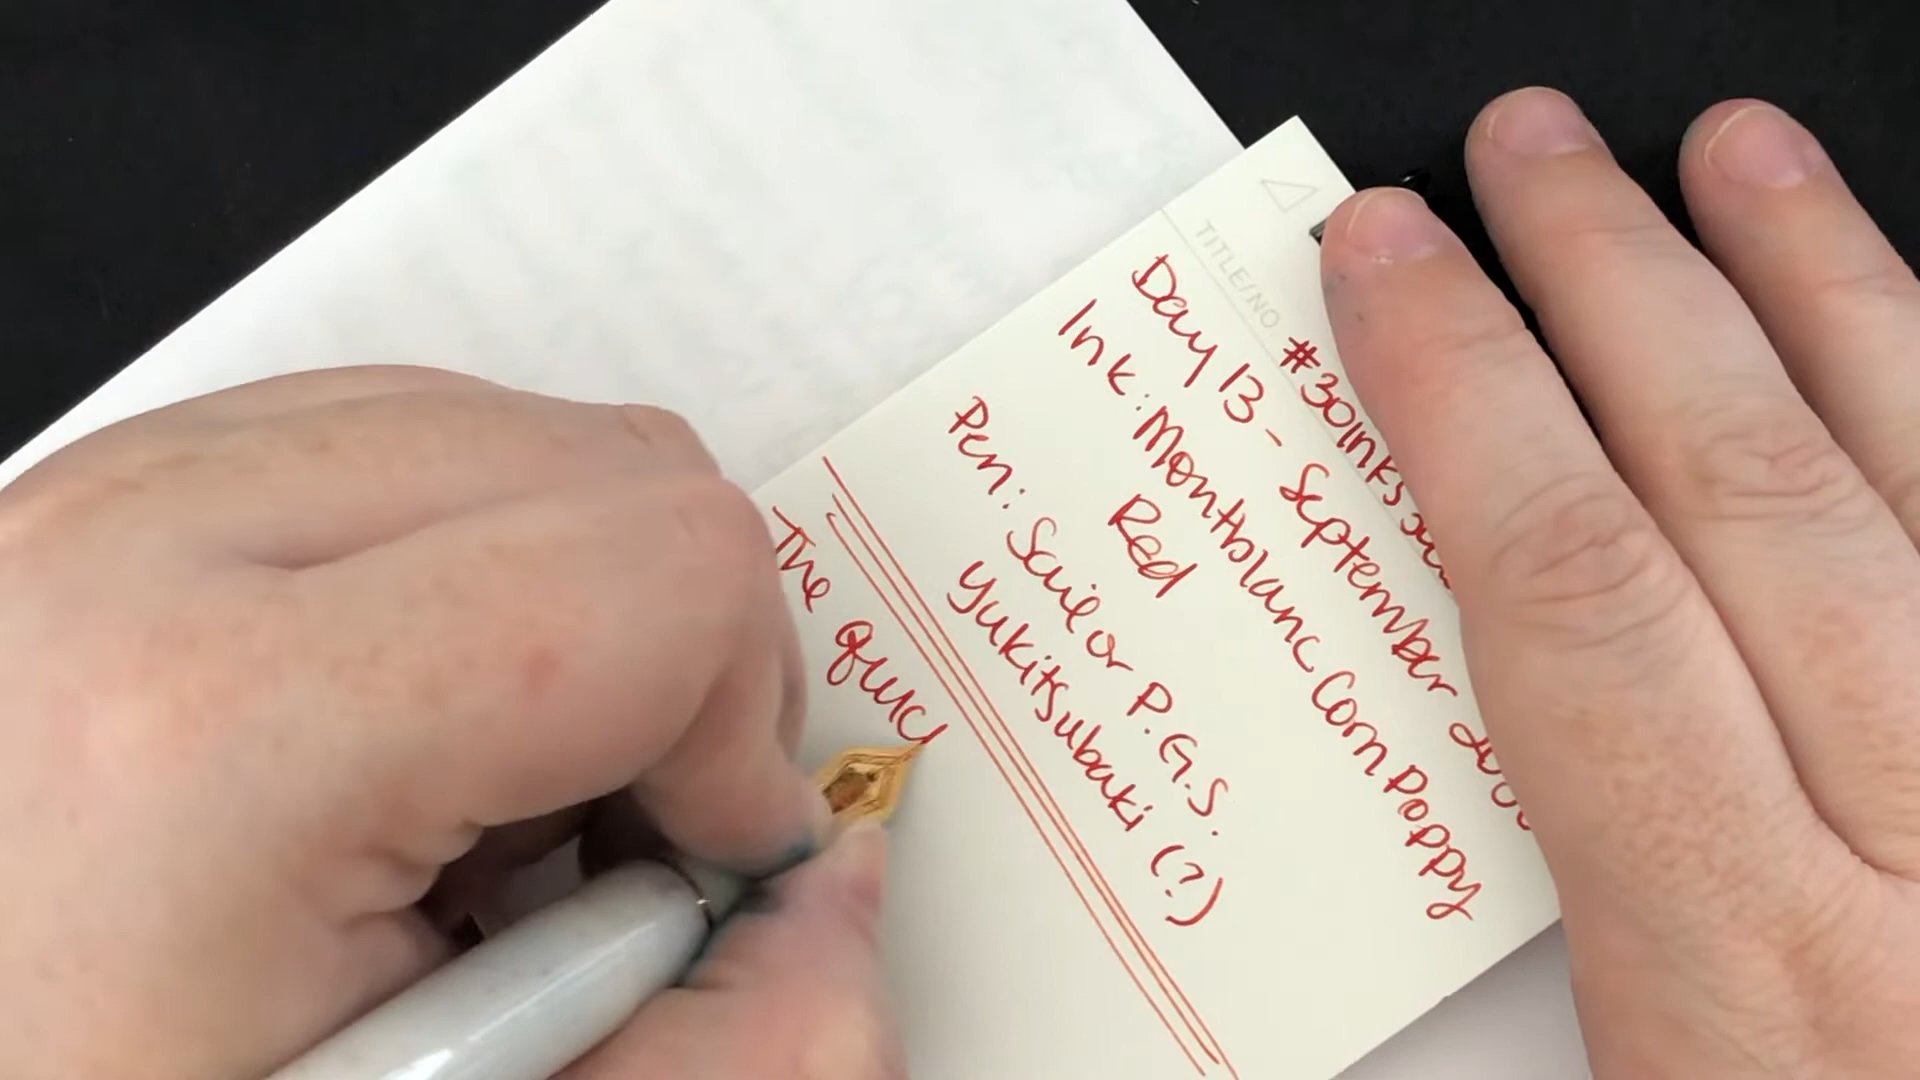 TITLE/NO
#30Inks
Day 13 - September
Ink: Montblanc Corn Poppy
Red
Pen: Sailor P.G.S.
Yukitsubaki (?)
The quic